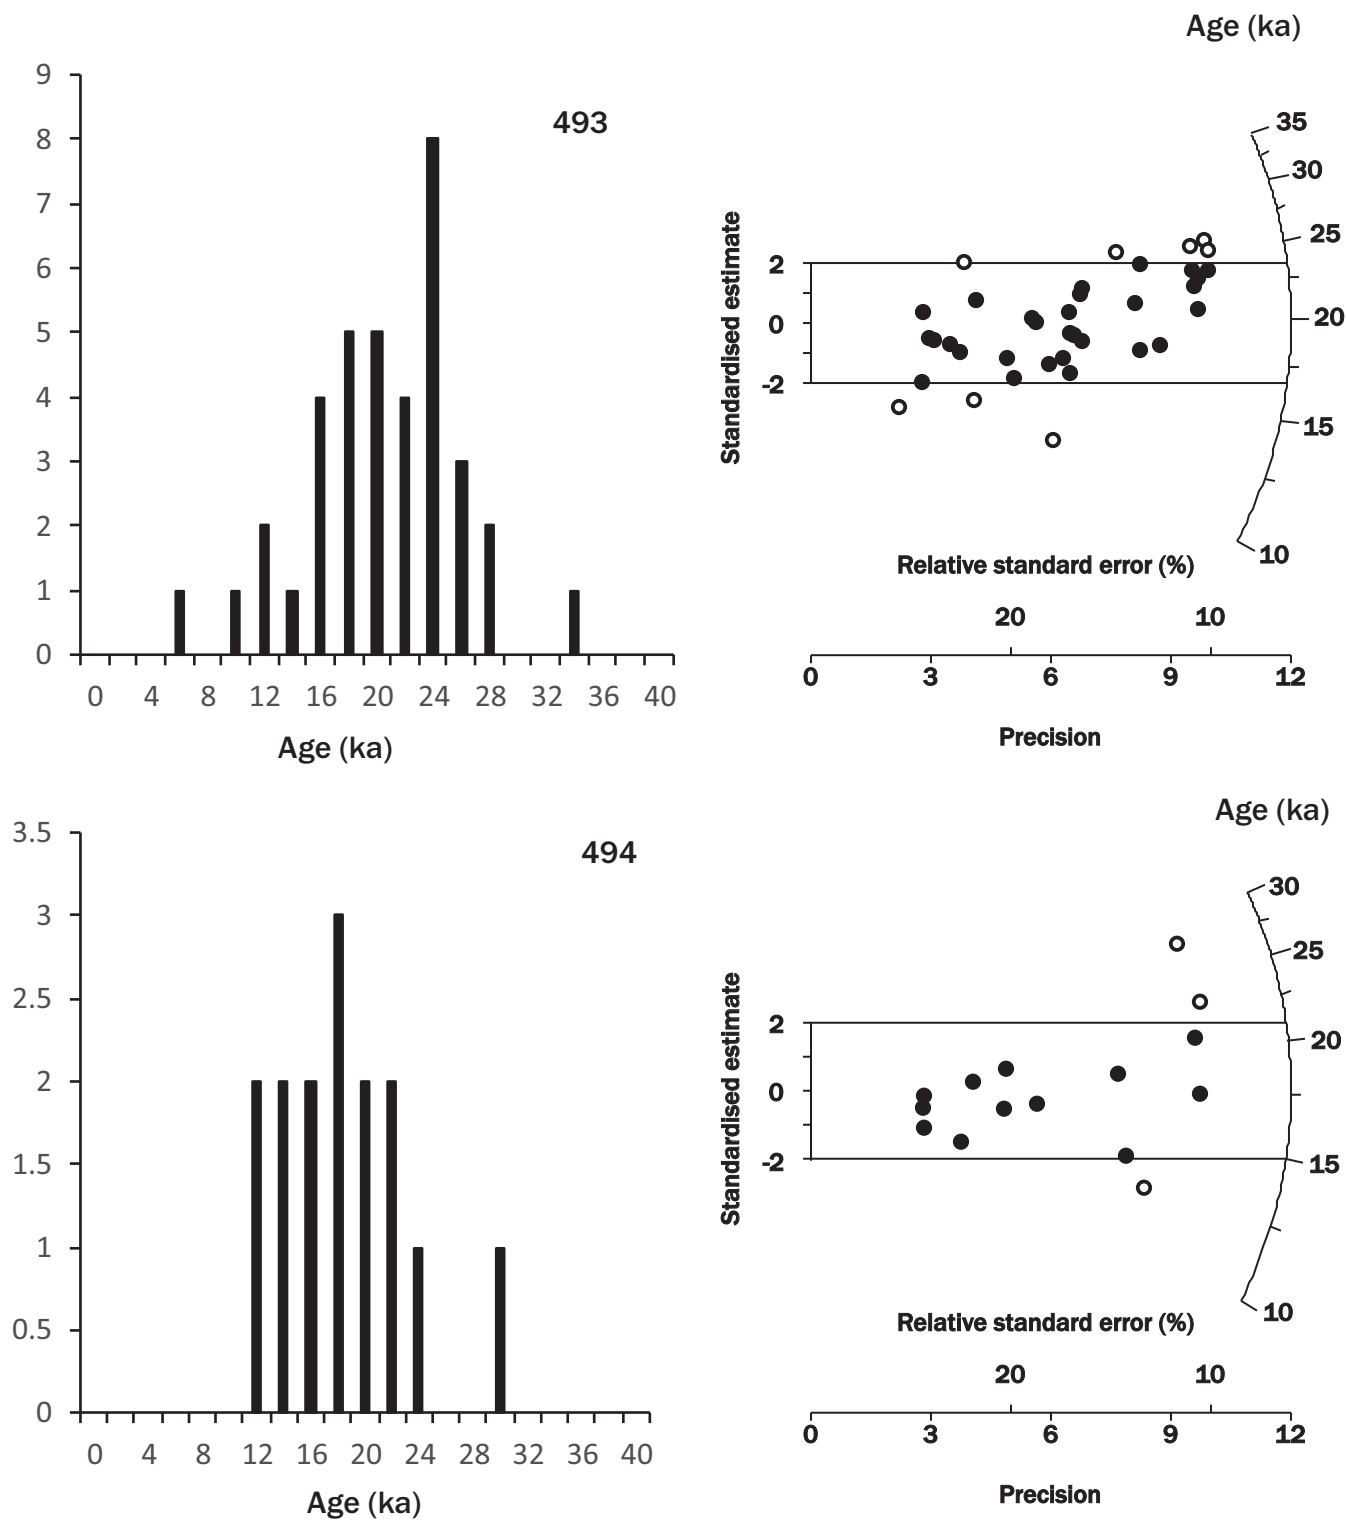 Age (ka)
9
8
7
6
5
4
3
2
1
0
493
0 4 8 12 16 20 24 28 32 36 40
Age (ka)
35
30
25
20
15
10
Standardised estimate
2
0
-2
Relative standard error (%)
20 10
0 3 6 9 12
Precision
3.5
3
2.5
2
1.5
1
0.5
0
494
0 4 8 12 16 20 24 28 32 36 40
Age (ka)
Age (ka)
30
25
20
15
10
Standardised estimate
2
0
-2
Relative standard error (%)
20 10
0 3 6 9 12
Precision